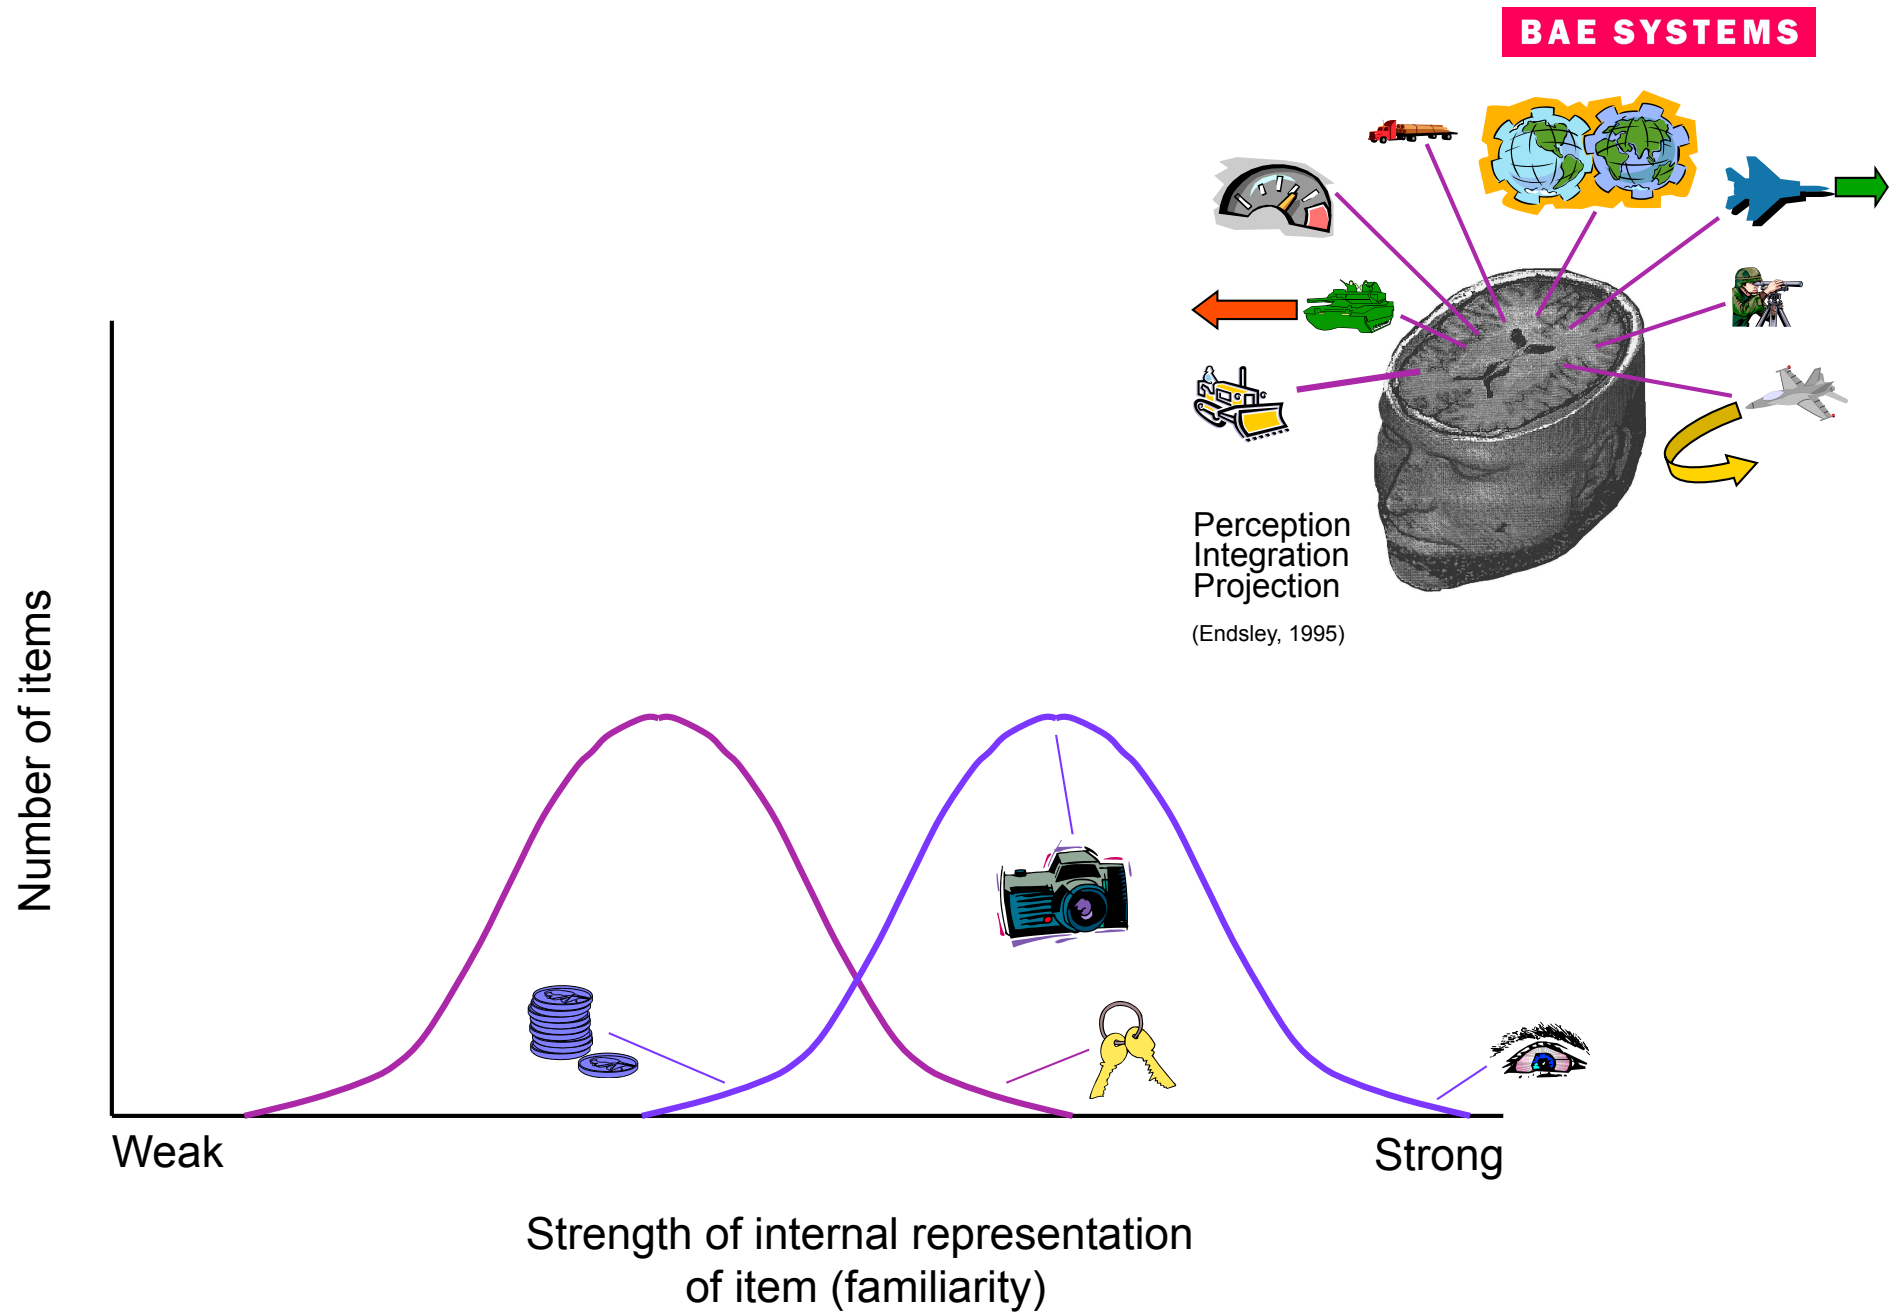 BAE SYSTEMS
Perception
Integration
Projection
(Endsley, 1995)
Number of items
Weak
Strong
Strength of internal representation
of item (familiarity)